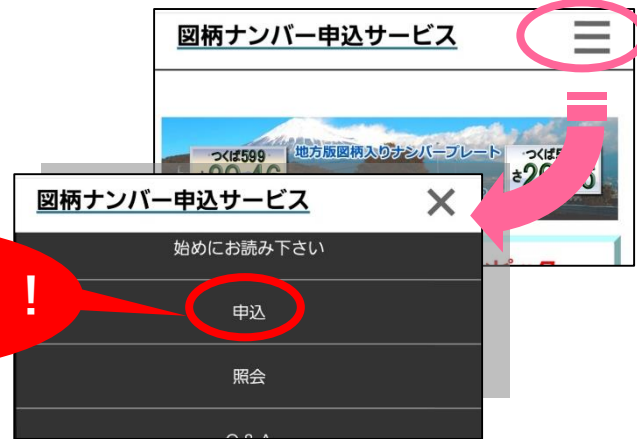 図柄ナンバー申込サービス
地方版図柄入りナンバープレート
つくば599
図柄ナンバー申込サービス
始めにお読み下さい
申込
!
照会
Q & A